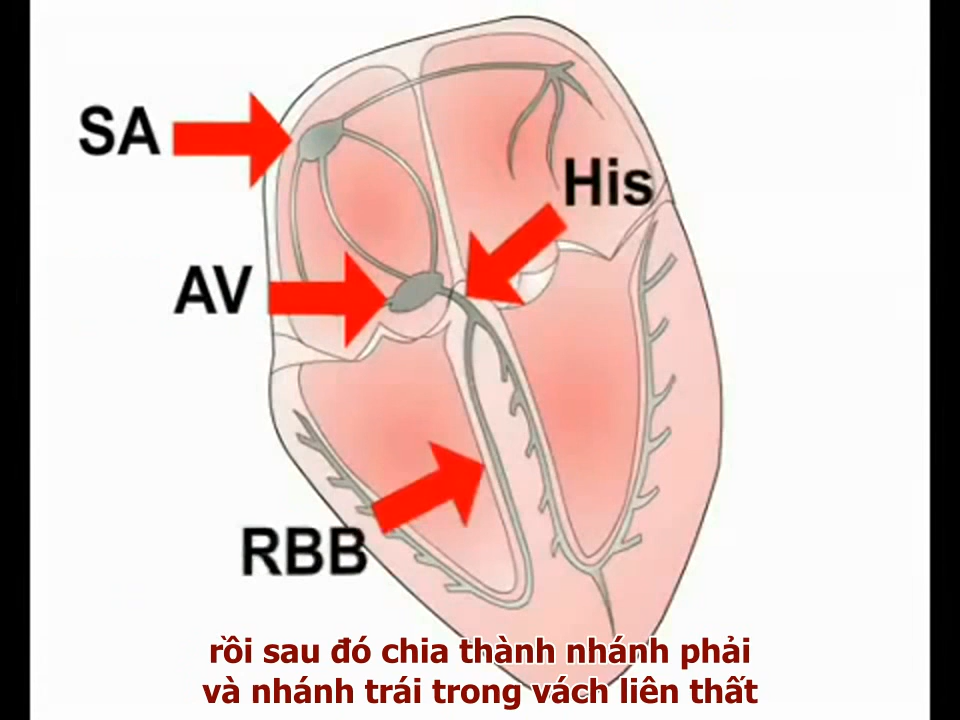 SA
His
AV
RBB
rồi sau đó chia thành nhánh phải
và nhánh trái trong vách liên thất